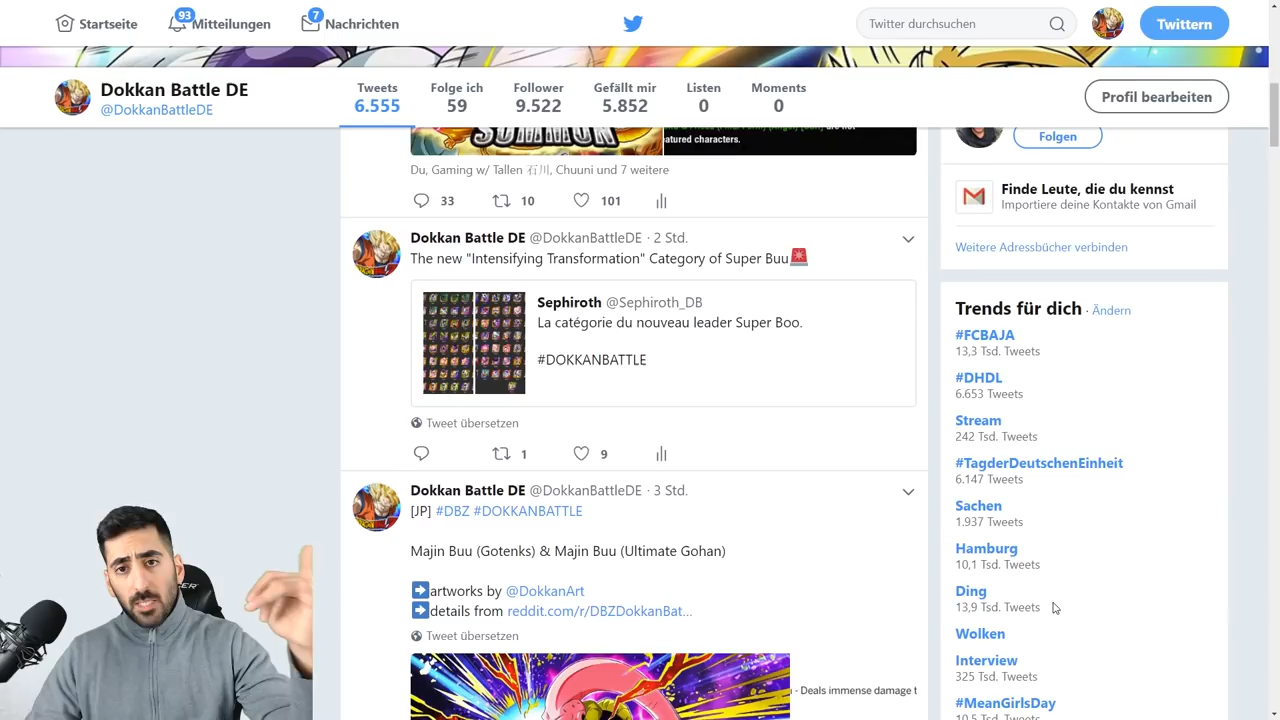 Startseite
93
Mitteilungen
7
Nachrichten
Twitter durchsuchen
Twittern
Dokkan Battle DE
@DokkanBattleDE
Tweets
6.555
Folge ich
59
Follower
9.522
Gefällt mir
5.852
Listen
0
Moments
0
Profil bearbeiten
SUMMON
are not
eatured characters.
Du, Gaming w/ Tallen 石川, Chuuni und 7 weitere
33
10
101
Dokkan Battle DE @DokkanBattleDE · 2 Std.
The new "Intensifying Transformation" Category of Super Buu
Sephiroth @Sephiroth_DB
La catégorie du nouveau leader Super Boo.
#DOKKANBATTLE
Tweet übersetzen
1
9
Dokkan Battle DE @DokkanBattleDE · 3 Std.
[JP] #DBZ #DOKKANBATTLE
Majin Buu (Gotenks) & Majin Buu (Ultimate Gohan)
artworks by @DokkanArt
details from reddit.com/r/DBZDokkanBat...
Tweet übersetzen
- Deals immense damage t
Folgen
Finde Leute, die du kennst
Importiere deine Kontakte von Gmail
Weitere Adressbücher verbinden
Trends für dich · Ändern
#FCBAJA
13,3 Tsd. Tweets
#DHDL
6.653 Tweets
Stream
242 Tsd. Tweets
#TagderDeutschenEinheit
6.147 Tweets
Sachen
1.937 Tweets
Hamburg
10,1 Tsd. Tweets
Ding
13,9 Tsd. Tweets
Wolken
Interview
325 Tsd. Tweets
#MeanGirlsDay
10,5 Tsd. Tweets